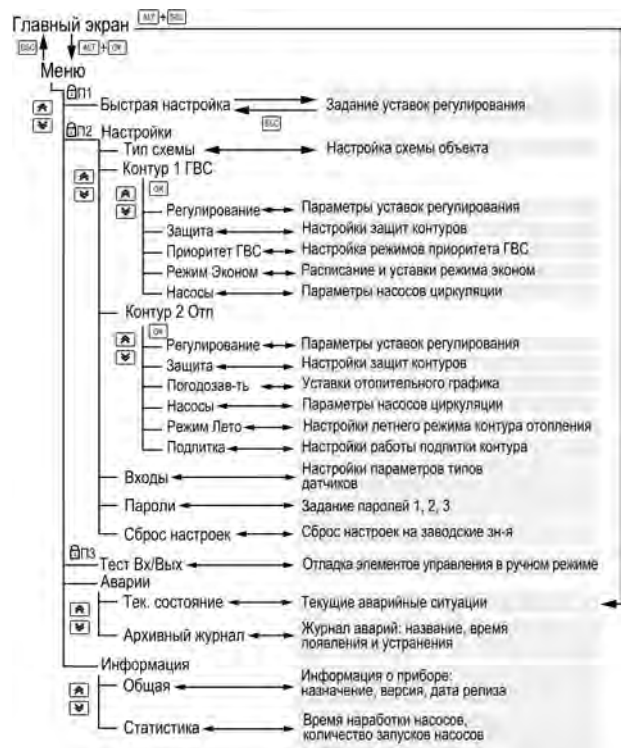 Главный экран ALT + SEL
ESC ALT + OK
Меню
П1
Быстрая настройка Задание уставок регулирования
ESC
П2 Настройки
Тип схемы Настройка схемы объекта
Контур 1 ГВС
OK
Регулирование Параметры уставок регулирования
Защита Настройки защит контуров
Приоритет ГВС Настройка режимов приоритета ГВС
Режим Эконом Расписание и уставки режима эконом
Насосы Параметры насосов циркуляции
Контур 2 Отп
OK
Регулирование Параметры уставок регулирования
Защита Настройки защит контуров
Погодозав-ть Уставки отопительного графика
Насосы Параметры насосов циркуляции
Режим Лето Настройки летнего режима контура отопления
Подпитка Настройки работы подпитки контура
Входы Настройки параметров типов
датчиков
Пароли Задание паролей 1, 2, 3
Сброс настроек Сброс настроек на заводские зн-я
П3
Тест Вх/Вых Отладка элементов управления в ручном режиме
Аварии
Тек. состояние Текущие аварийные ситуации
Архивный журнал Журнал аварий: название, время
появления и устранения
Информация
Общая Информация о приборе:
назначение, версия, дата релиза
Статистика Время наработки насосов,
количество запусков насосов